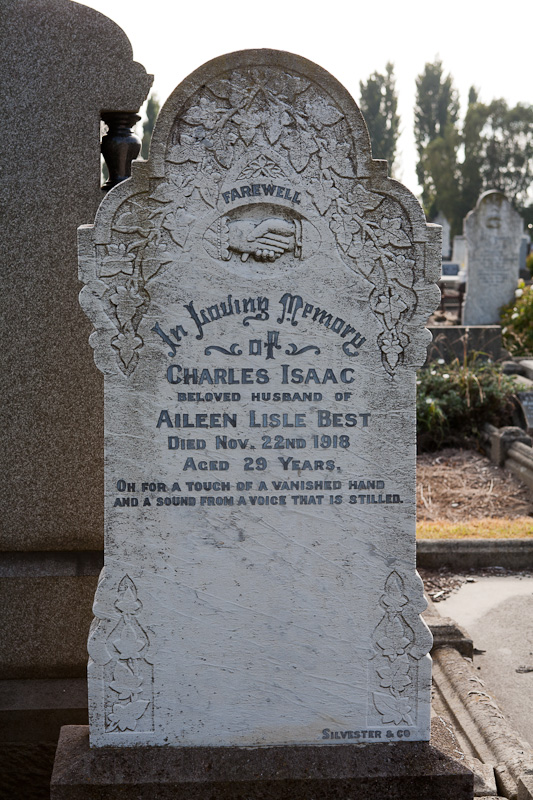 FAREWELL
In Loving Memory
of
CHARLES ISAAC
BELOVED HUSBAND OF
AILEEN LISLE BEST
DIED NOV. 22ND 1918
AGED 29 YEARS.
OH FOR A TOUCH OF A VANISHED HAND
AND A SOUND FROM A VOICE THAT IS STILLED.
SILVESTER & CO